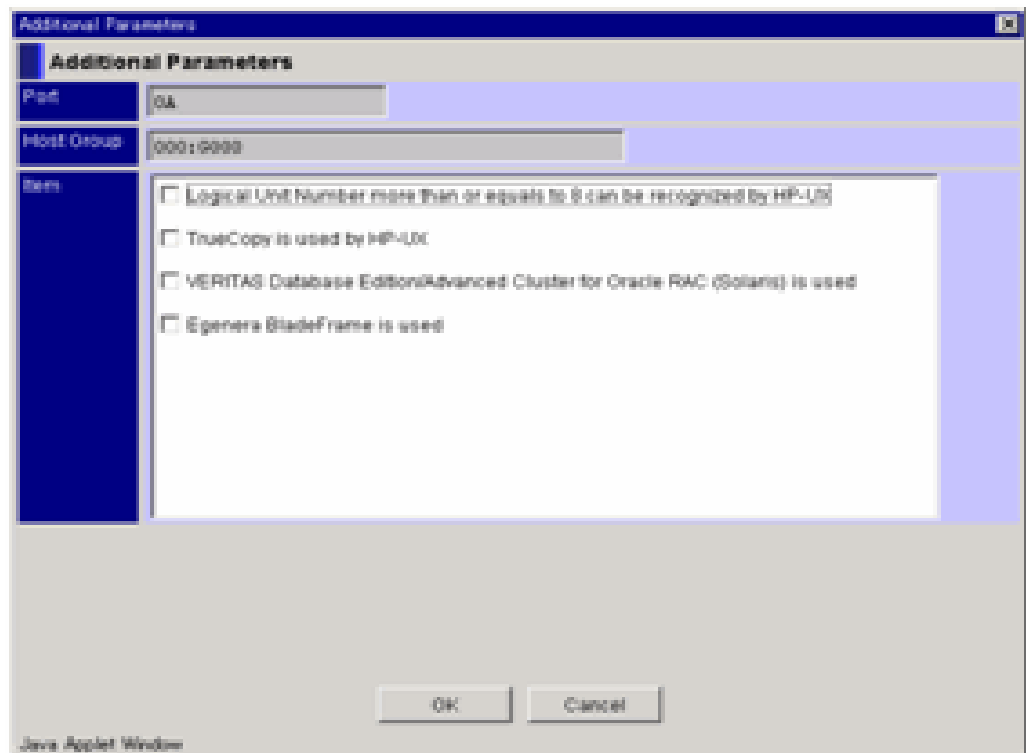 Additional Parameters
Additional Parameters
Port
0A
Host Group
000:G000
Item
Logical Unit Number more than or equals to 8 can be recognized by HP-UX
TrueCopy is used by HP-UX
VERITAS Database Edition/Advanced Cluster for Oracle RAC (Solaris) is used
Egenera BladeFrame is used
OK
Cancel
Java Applet Window